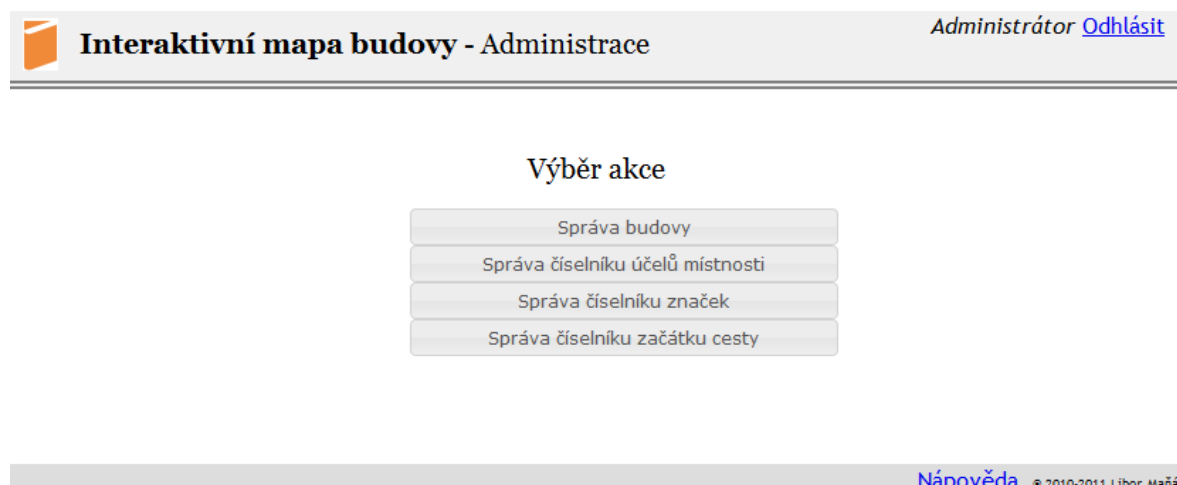 Interaktivní mapa budovy - Administrace
Administrátor Odhlásit
Výběr akce
Správa budovy
Správa číselníku účelů místnosti
Správa číselníku značek
Správa číselníku začátku cesty
Nápověda © 2010-2011 Libor